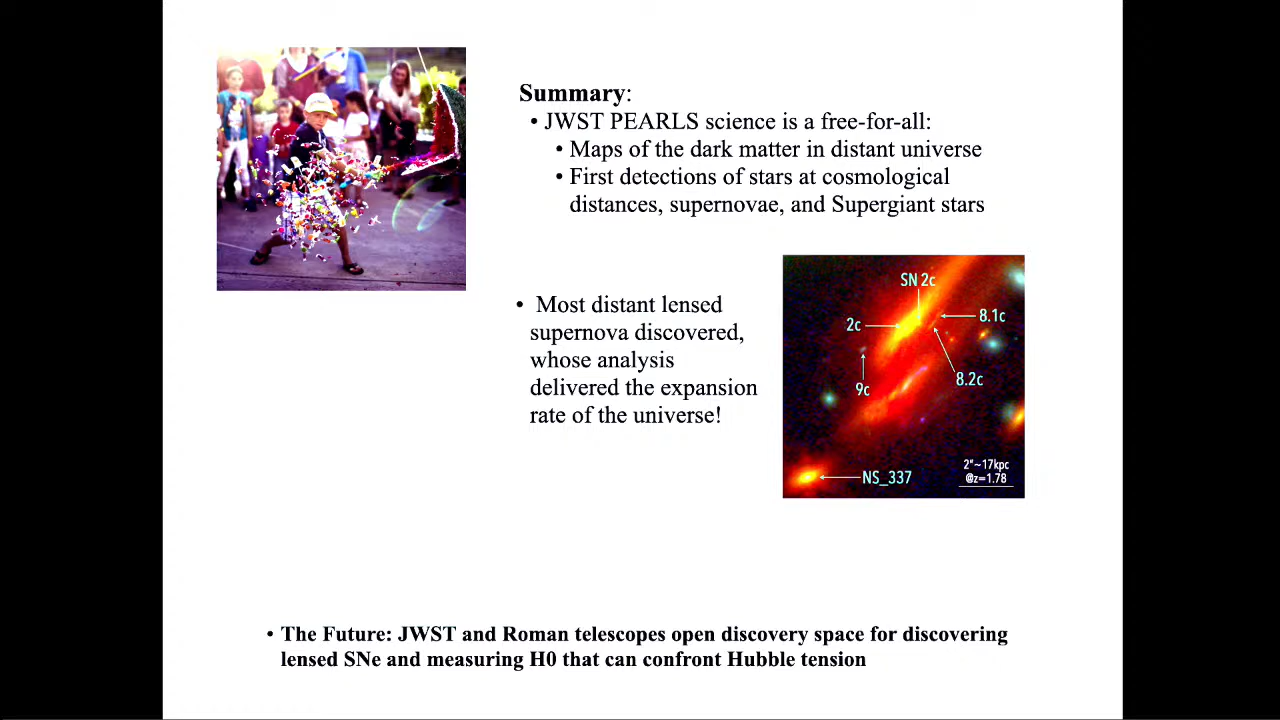 Summary:
• JWST PEARLS science is a free-for-all:
• Maps of the dark matter in distant universe
• First detections of stars at cosmological
distances, supernovae, and Supergiant stars
• Most distant lensed
supernova discovered,
whose analysis
delivered the expansion
rate of the universe!
SN 2c
2c
8.1c
9c
8.2c
NS_337
2"~17kpc
@z=1.78
• The Future: JWST and Roman telescopes open discovery space for discovering
lensed SNe and measuring H0 that can confront Hubble tension